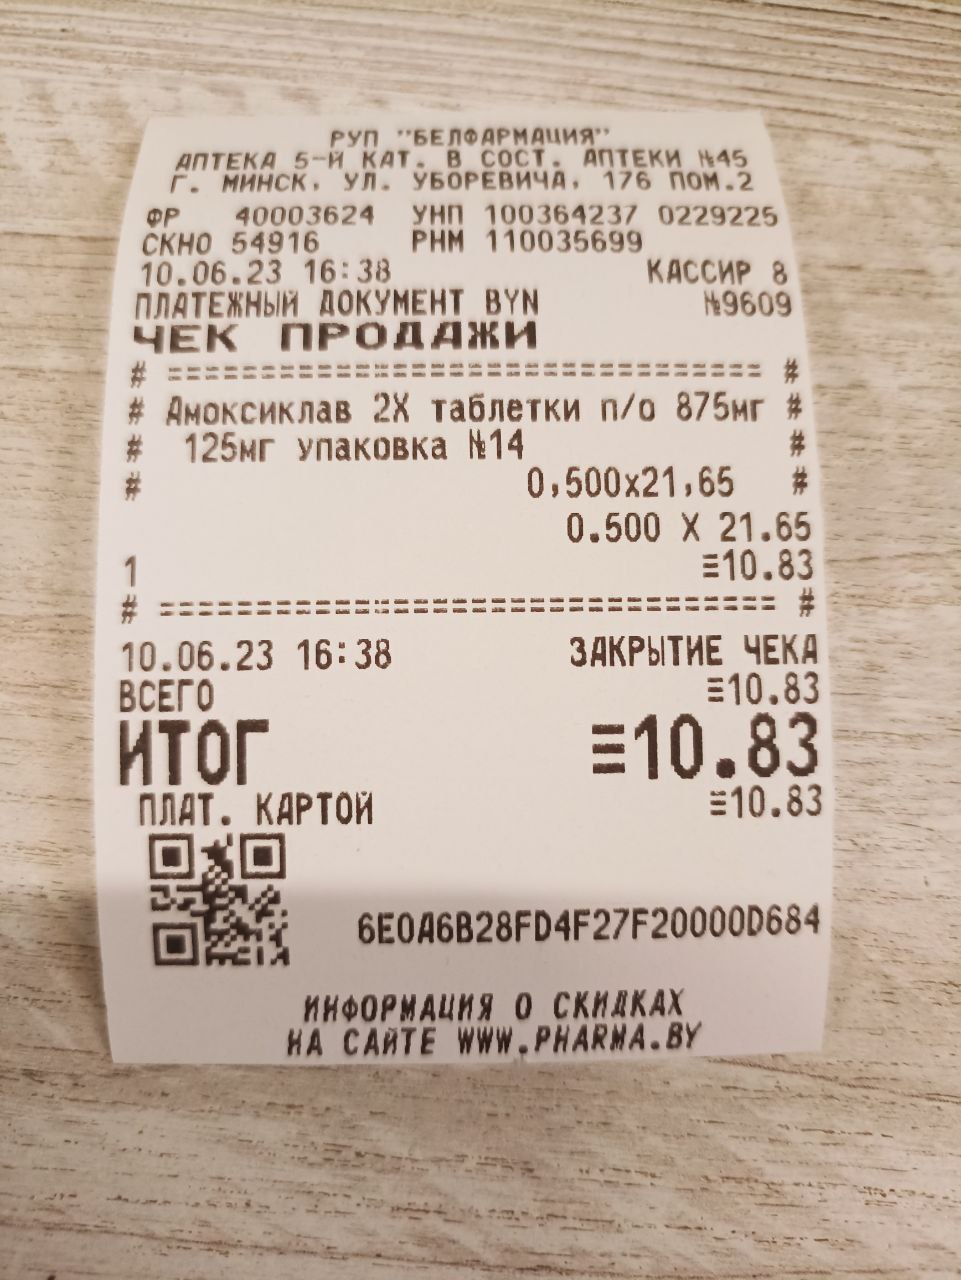 РУП "БЕЛФАРМАЦИЯ"
АПТЕКА 5-Й КАТ. В СОСТ. АПТЕКИ №45
Г. МИНСК, УЛ. УБОРЕВИЧА, 176 ПОМ.2
ФР 40003624 УНП 100364237 0229225
СКНО 54916 РНМ 110035699
10.06.23 16:38 КАССИР 8
ПЛАТЕЖНЫЙ ДОКУМЕНТ BYN №9609
ЧЕК ПРОДАЖИ
# ================================== #
# Амоксиклав 2X таблетки п/о 875мг #
# 125мг упаковка №14 #
# 0,500x21,65 #
0.500 X 21.65
1 ≡10.83
# ================================== #
10.06.23 16:38 ЗАКРЫТИЕ ЧЕКА
ВСЕГО ≡10.83
ИТОГ ≡10.83
ПЛАТ. КАРТОЙ ≡10.83
6E0A6B28FD4F27F20000D684
ИНФОРМАЦИЯ О СКИДКАХ
НА САЙТЕ WWW.PHARMA.BY